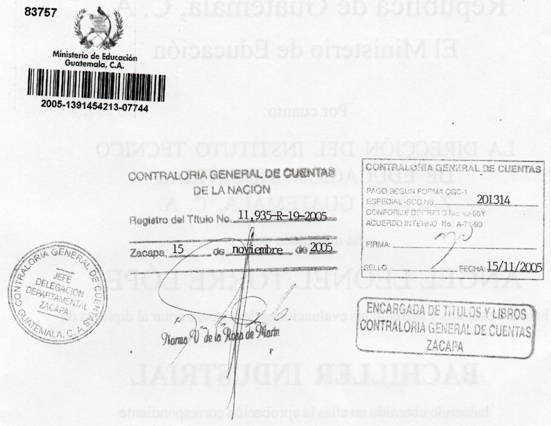 83757
Ministerio de Educación
Guatemala, C.A.
2005-1391454213-07744
República de Guatemala, C. A.
El Ministerio de Educación
Por cuanto:
LA DIRECCIÓN DEL INSTITUTO TÉCNICO
DE
GUATEMALA, C. A.
CONTRALORIA GENERAL DE CUENTAS
DE LA NACION
Registro del Título No. 11,935-R-19-2005
Zacapa, 15 de noviembre de 2005
CONTRALORIA GENERAL DE CUENTAS
PAGO SEGUN FORMA CGC-1
ESPECIAL-SCC No. 201314
CONFORME DECRETO No.
ACUERDO INTERNO No. A-71-99
FIRMA:
SELLO FECHA: 15/11/2005
CONTRALORIA GENERAL DE CUENTAS
JEFE
DELEGACIÓN
DEPARTAMENTAL
ZACAPA
GUATEMALA, C.A.
Norma V. de la Rosa de Marín
ENCARGADA DE TITULOS Y LIBROS
CONTRALORIA GENERAL DE CUENTAS
ZACAPA
ANGEL LEONEL TORRE LOPE
BACHILLER INDUSTRIAL
habiendo obtenido en ellas la aprobación correspondiente